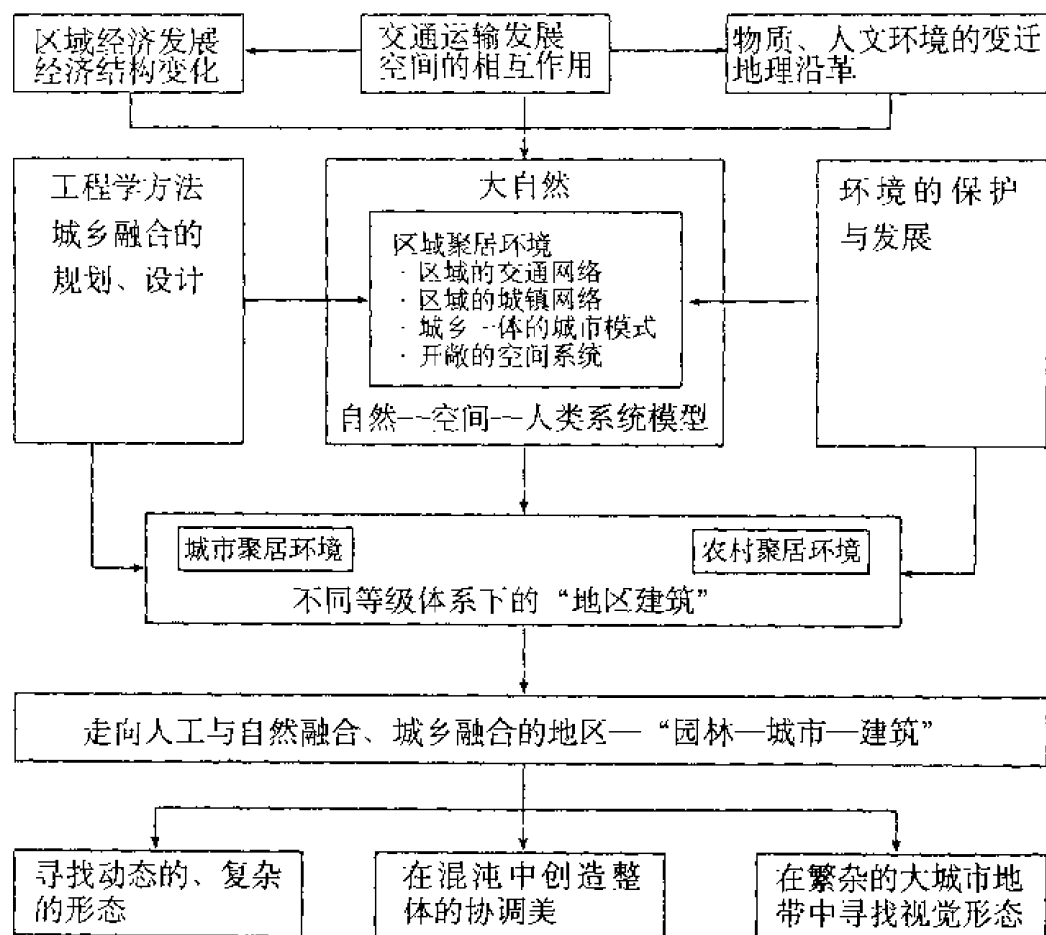 区域经济发展
经济结构变化
交通运输发展
空间的相互作用
物质、人文环境的变迁
地理沿革
工程学方法
城乡融合的
规划、设计
大自然
区城聚居环境
·区域的交通网络
·区域的城镇网络
·城乡一体的城市模式
·开敞的空间系统
自然—空间—人类系统模型
环境的保护
与发展
城市聚居环境
农村聚居环境
不同等级体系下的“地区建筑”
走向人工与自然融合、城乡融合的地区—“园林—城市—建筑”
寻找动态的、复杂
的形态
在混沌中创造整
体的协调美
在繁杂的大城市地
带中寻找视觉形态